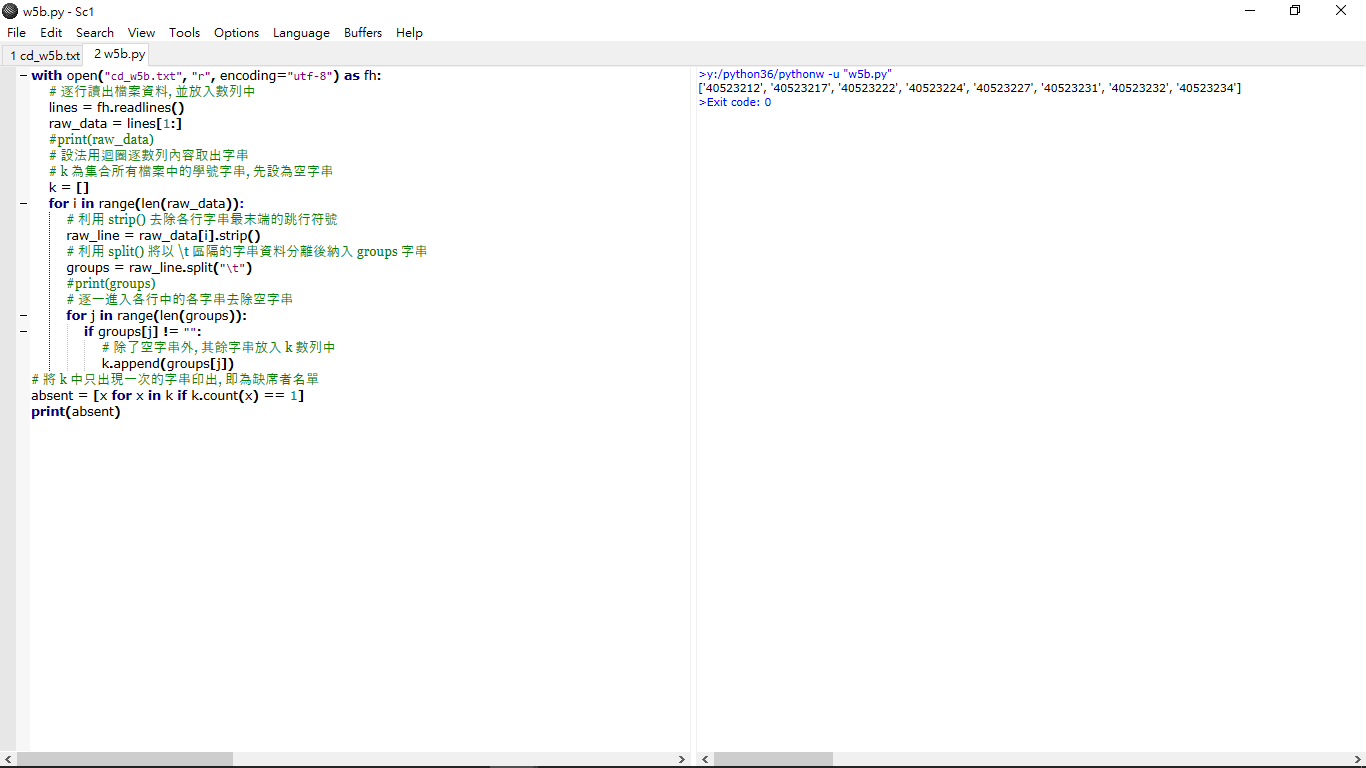 w5b.py - Sc1
File Edit Search View Tools Options Language Buffers Help
1 cd_w5b.txt 2 w5b.py
with open("cd_w5b.txt", "r", encoding="utf-8") as fh:
# 逐行讀出檔案資料, 並放入數列中
lines = fh.readlines()
raw_data = lines[1:]
#print(raw_data)
# 設法用迴圈逐數列內容取出字串
# k 為集合所有檔案中的學號字串, 先設為空字串
k = []
for i in range(len(raw_data)):
# 利用 strip() 去除各行字串最末端的跳行符號
raw_line = raw_data[i].strip()
# 利用 split() 將以 \t 區隔的字串資料分離後納入 groups 字串
groups = raw_line.split("\t")
#print(groups)
# 逐一進入各行中的各字串去除空字串
for j in range(len(groups)):
if groups[j] != "":
# 除了空字串外, 其餘字串放入 k 數列中
k.append(groups[j])
# 將 k 中只出現一次的字串印出, 即為缺席者名單
absent = [x for x in k if k.count(x) == 1]
print(absent)
>y:/python36/pythonw -u "w5b.py"
['40523212', '40523217', '40523222', '40523224', '40523227', '40523231', '40523232', '40523234']
>Exit code: 0